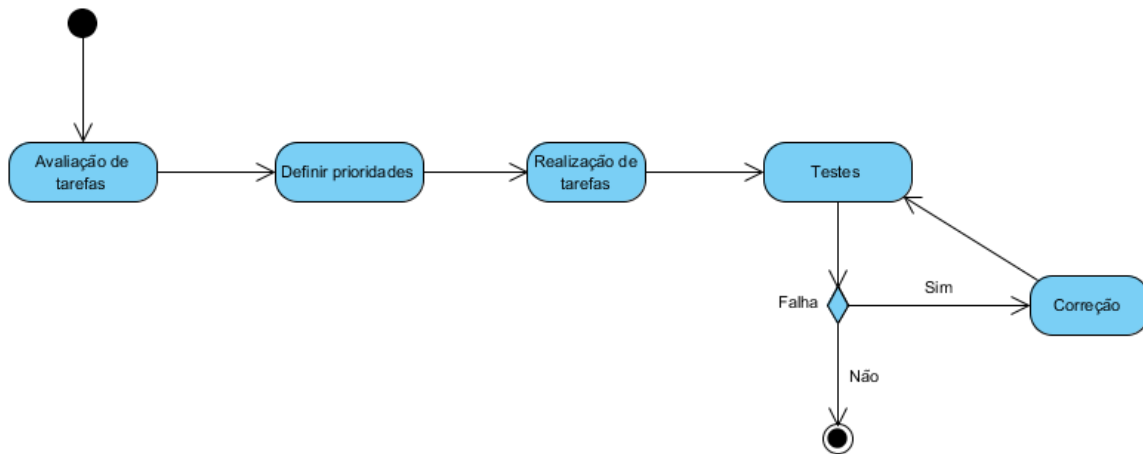 Avaliação de
tarefas
Definir prioridades
Realização de
tarefas
Testes
Falha
Sim
Correção
Não